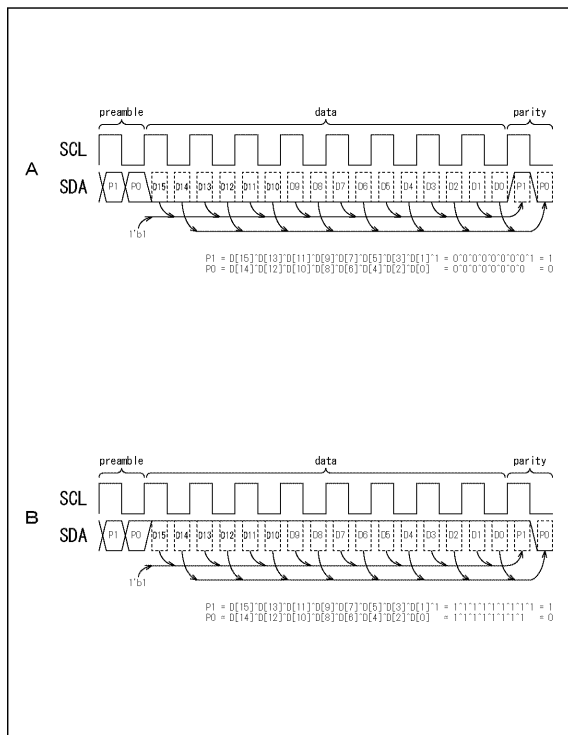 preamble data parity
SCL
A
SDA P1 P0 D15 D14 D13 D12 D11 D10 D9 D8 D7 D6 D5 D4 D3 D2 D1 D0 P1 P0
1'b1
P1 = D[15]^D[13]^D[11]^D[9]^D[7]^D[5]^D[3]^D[1]^1 = 0^0^0^0^0^0^0^0^1 = 1
P0 = D[14]^D[12]^D[10]^D[8]^D[6]^D[4]^D[2]^D[0] = 0^0^0^0^0^0^0^0 = 0
preamble data parity
SCL
B
SDA P1 P0 D15 D14 D13 D12 D11 D10 D9 D8 D7 D6 D5 D4 D3 D2 D1 D0 P1 P0
1'b1
P1 = D[15]^D[13]^D[11]^D[9]^D[7]^D[5]^D[3]^D[1]^1 = 1^1^1^1^1^1^1^1^1 = 1
P0 = D[14]^D[12]^D[10]^D[8]^D[6]^D[4]^D[2]^D[0] = 1^1^1^1^1^1^1^1 = 0